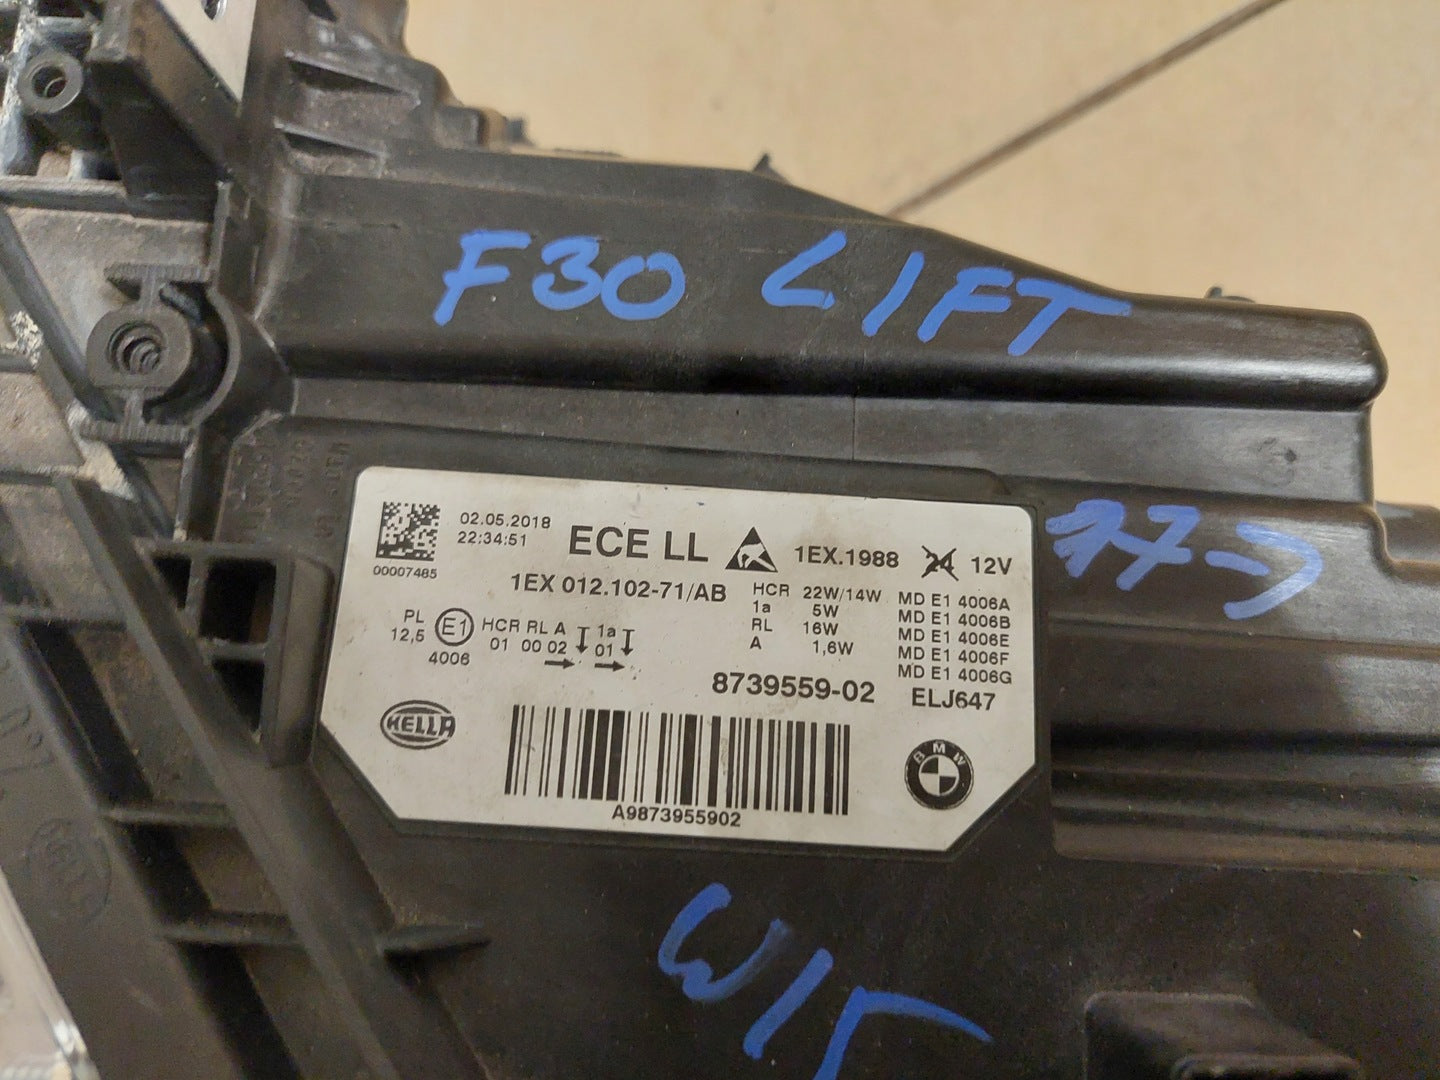 F30 LIFT
17->
02.05.2018
22:34:51
00007485
ECE LL
1EX.1988
24 12V
1EX 012.102-71/AB
HCR 22W/14W
1a 5W
RL 16W
A 1,6W
MD E1 4006A
MD E1 4006B
MD E1 4006E
MD E1 4006F
MD E1 4006G
PL
12,5
E1
4006
HCR RL A 1a
01 00 02 01
8739559-02
ELJ647
HELLA
BMW
A9873955902